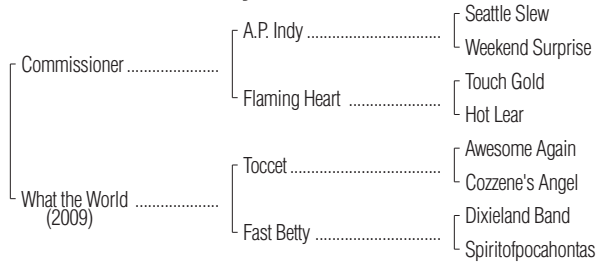 Seattle Slew
A.P. Indy ..........................
Weekend Surprise
Commissioner .....................
Touch Gold
Flaming Heart .....................
Hot Lear
Awesome Again
Toccet ..............................
Cozzene's Angel
What the World ...................
(2009)
Dixieland Band
Fast Betty ..........................
Spiritofpocahontas